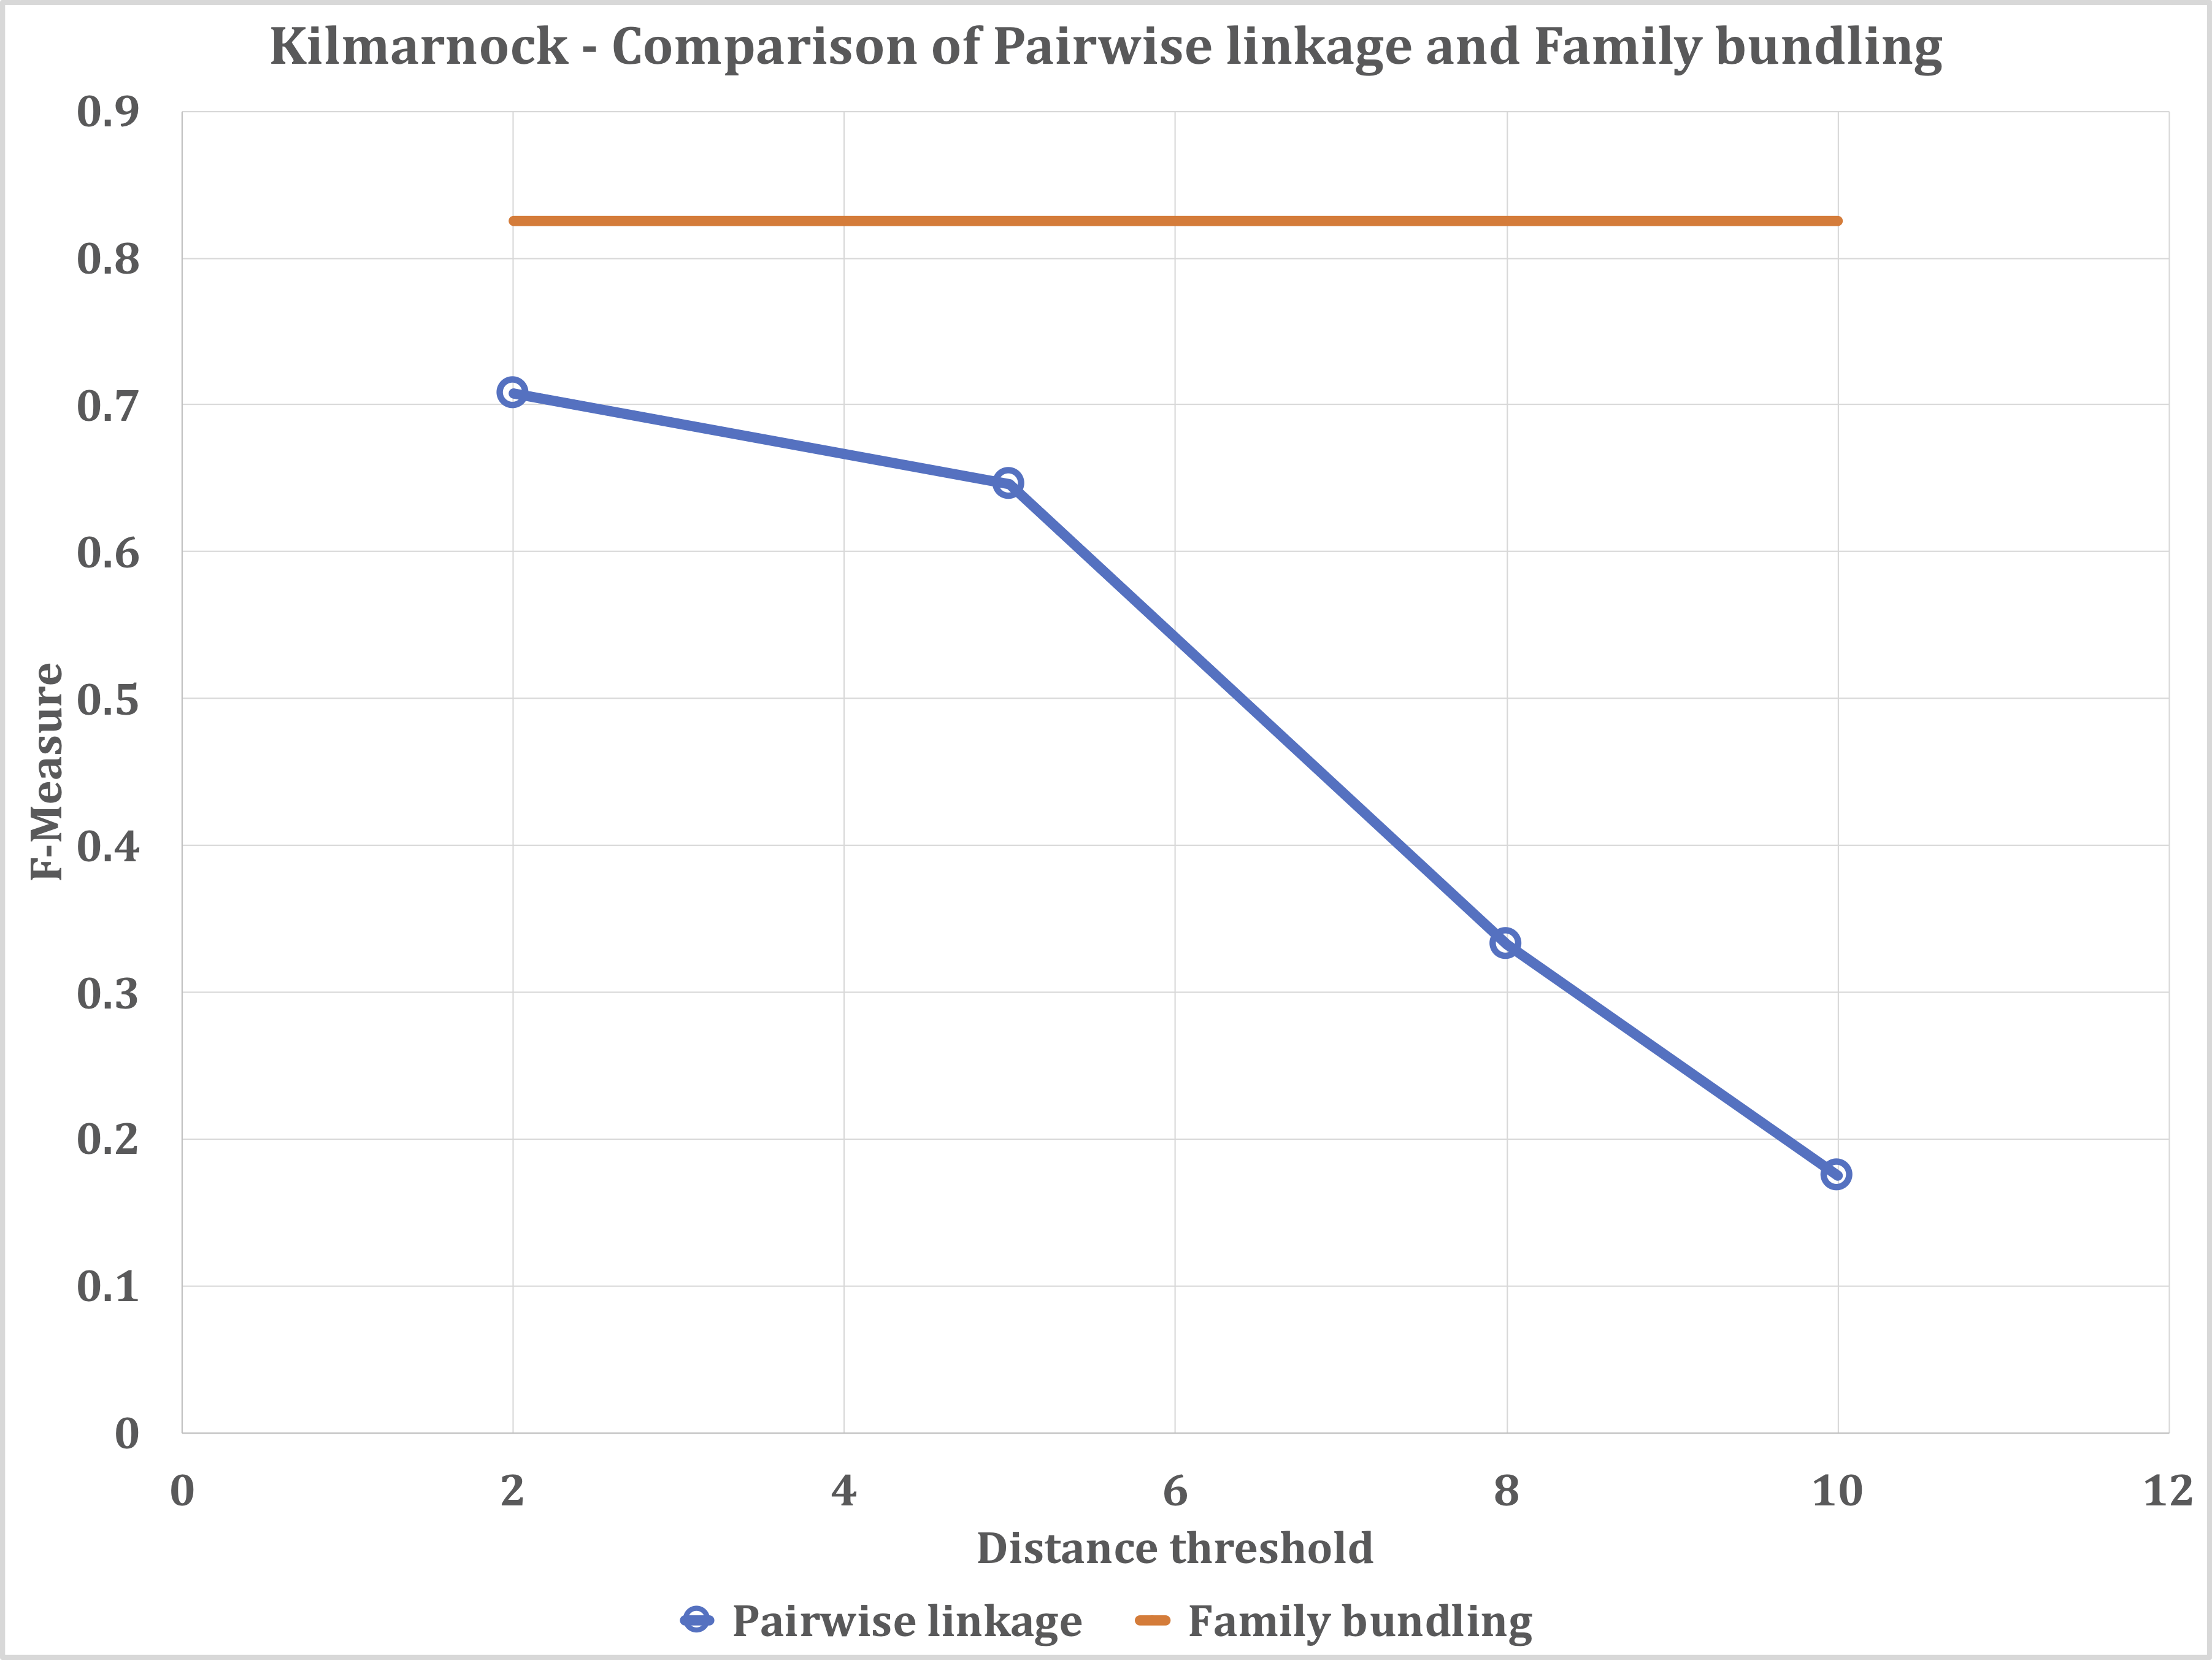 Kilmarnock - Comparison of Pairwise linkage and Family bundling
0.9
0.8
0.7
0.6
0.5
0.4
0.3
0.2
0.1
0
F-Measure
0 2 4 6 8 10 12
Distance threshold
Pairwise linkage Family bundling